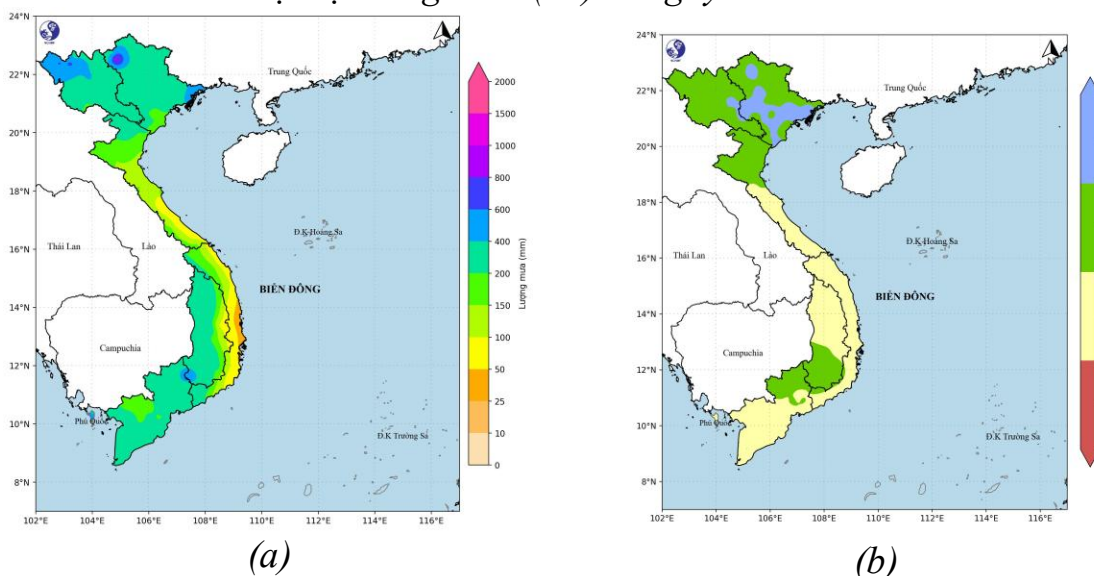 24°N
22°N
20°N
18°N
16°N
14°N
12°N
10°N
8°N
102°E 104°E 106°E 108°E 110°E 112°E 114°E 116°E
Trung Quốc
Thái Lan
Lào
Đ.K Hoàng Sa
BIỂN ĐÔNG
Campuchia
Phú Quốc
Đ.K Trường Sa
2000
1500
1000
800
600
400
200
150
100
50
25
10
0
Lượng mưa (mm)
(a)
24°N
22°N
20°N
18°N
16°N
14°N
12°N
10°N
8°N
102°E 104°E 106°E 108°E 110°E 112°E 114°E 116°E
Trung Quốc
Thái Lan
Lào
Đ.K Hoàng Sa
BIỂN ĐÔNG
Campuchia
Phú Quốc
Đ.K Trường Sa
(b)